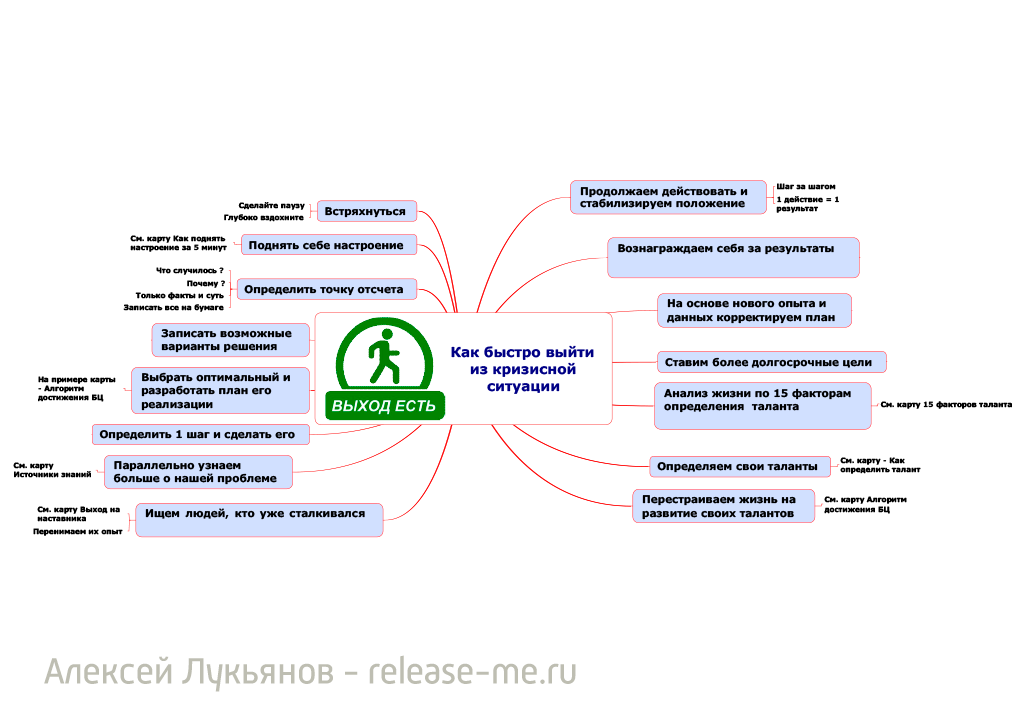 Как быстро выйти
из кризисной
ситуации
ВЫХОД ЕСТЬ
Встряхнуться
Сделайте паузу
Глубоко вздохните
Поднять себе настроение
См. карту Как поднять
настроение за 5 минут
Определить точку отсчета
Что случилось ?
Почему ?
Только факты и суть
Записать все на бумаге
Записать возможные
варианты решения
Выбрать оптимальный и
разработать план его
реализации
На примере карты
- Алгоритм
достижения БЦ
Определить 1 шаг и сделать его
Параллельно узнаем
больше о нашей проблеме
См. карту
Источники знаний
Ищем людей, кто уже сталкивался
См. карту Выход на
наставника
Перенимаем их опыт
Продолжаем действовать и
стабилизируем положение
Шаг за шагом
1 действие = 1
результат
Вознаграждаем себя за результаты
На основе нового опыта и
данных корректируем план
Ставим более долгосрочные цели
Анализ жизни по 15 факторам
определения таланта
См. карту 15 факторов таланта
Определяем свои таланты
См. карту - Как
определить талант
Перестраиваем жизнь на
развитие своих талантов
См. карту Алгоритм
достижения БЦ
Алексей Лукьянов - release-me.ru